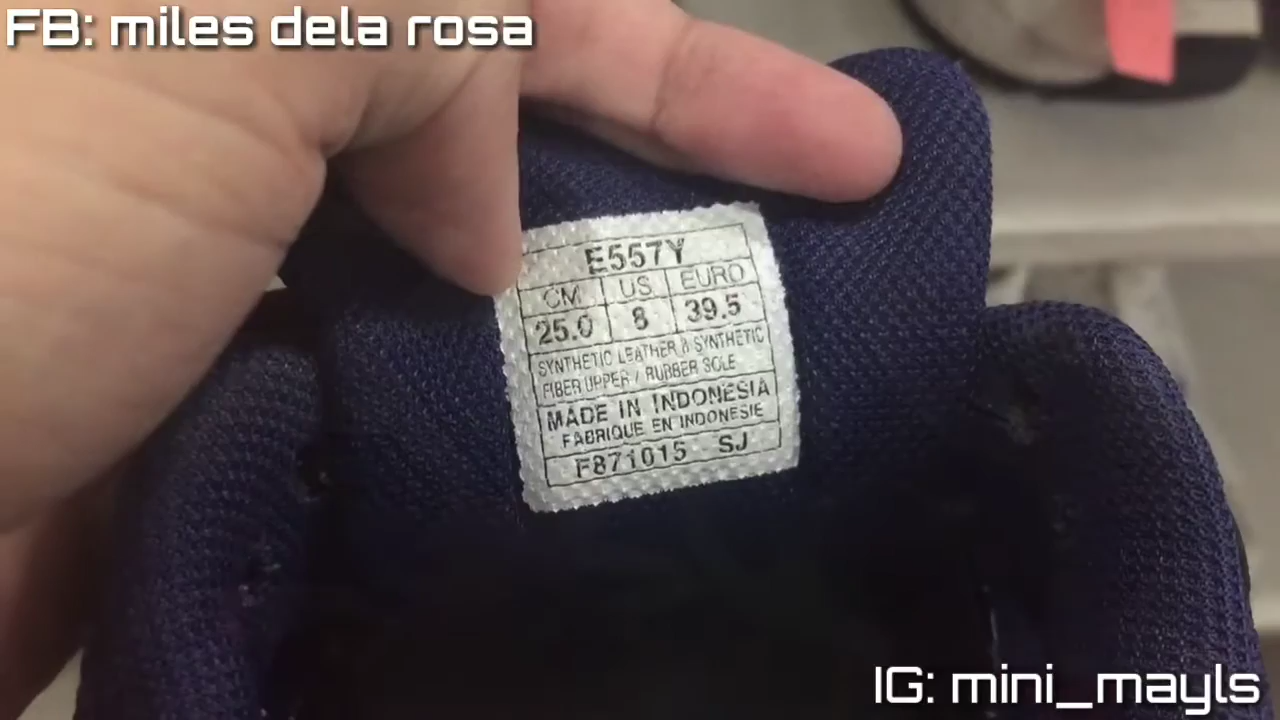 FB: miles dela rosa
E557Y
CM US EURO
25.0 8 39.5
SYNTHETIC LEATHER & SYNTHETIC
FIBER UPPER / RUBBER SOLE
MADE IN INDONESIA
FABRIQUE EN INDONESIE
F871015 SJ
IG: mini_mayls